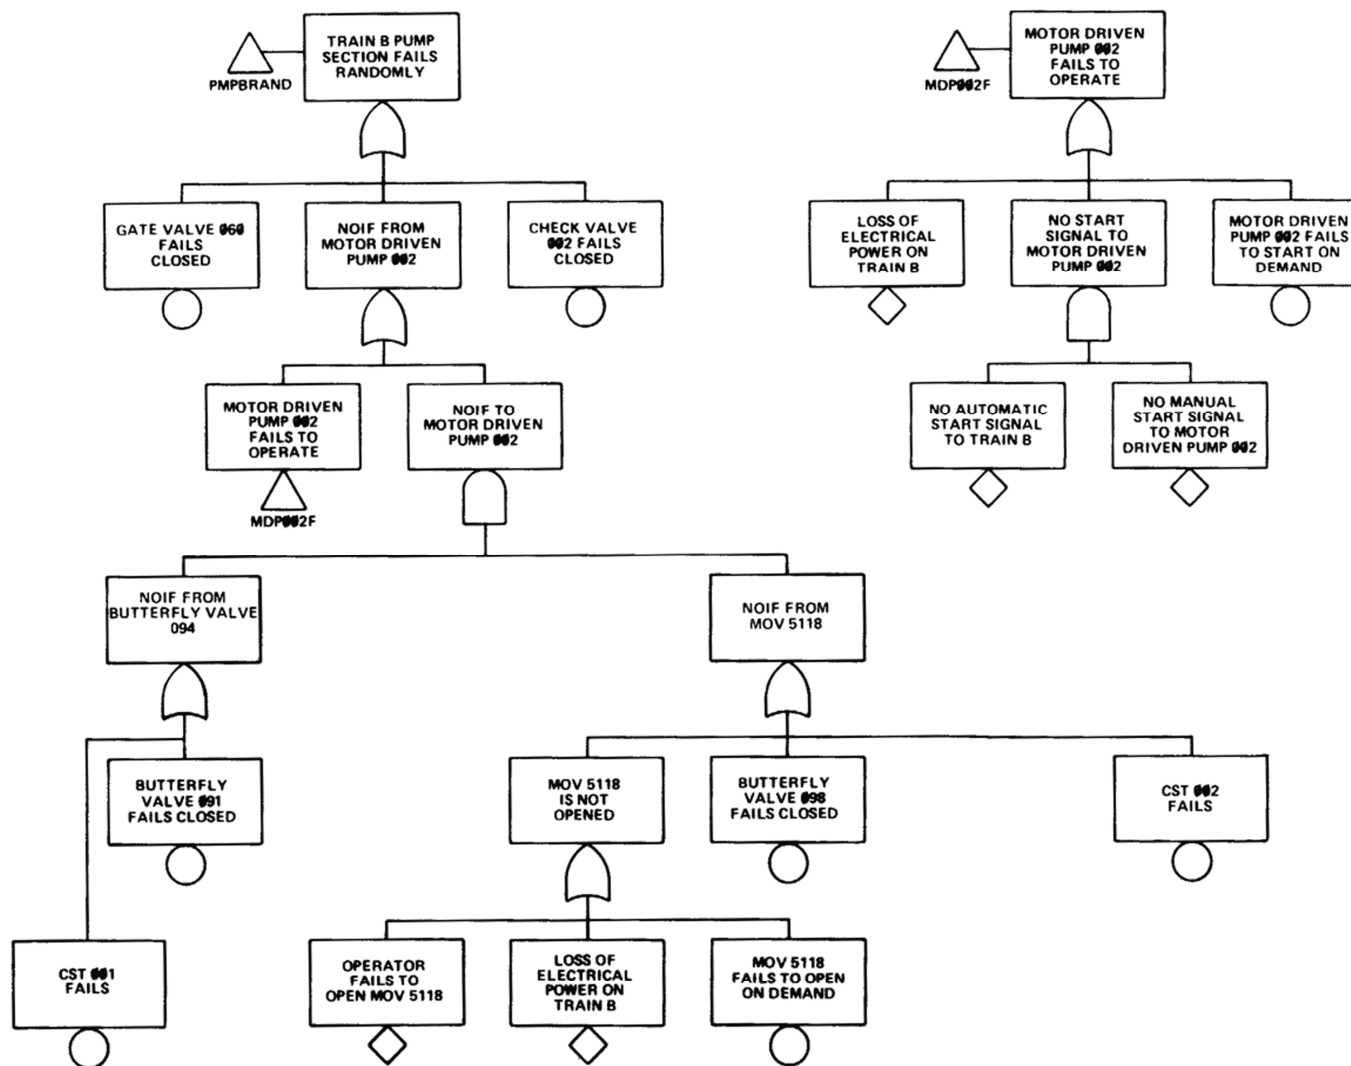 TRAIN B PUMP
SECTION FAILS
RANDOMLY
PMPBRAND
MOTOR DRIVEN
PUMP 002
FAILS TO
OPERATE
MDP002F
GATE VALVE 060
FAILS
CLOSED
NOIF FROM
MOTOR DRIVEN
PUMP 002
CHECK VALVE
002 FAILS
CLOSED
LOSS OF
ELECTRICAL
POWER ON
TRAIN B
NO START
SIGNAL TO
MOTOR DRIVEN
PUMP 002
MOTOR DRIVEN
PUMP 002 FAILS
TO START ON
DEMAND
MOTOR DRIVEN
PUMP 002
FAILS TO
OPERATE
MDP002F
NOIF TO
MOTOR DRIVEN
PUMP 002
NO AUTOMATIC
START SIGNAL
TO TRAIN B
NO MANUAL
START SIGNAL
TO MOTOR
DRIVEN PUMP 002
NOIF FROM
BUTTERFLY VALVE
094
NOIF FROM
MOV 5118
BUTTERFLY
VALVE 091
FAILS CLOSED
MOV 5118
IS NOT
OPENED
BUTTERFLY
VALVE 098
FAILS CLOSED
CST 002
FAILS
CST 001
FAILS
OPERATOR
FAILS TO
OPEN MOV 5118
LOSS OF
ELECTRICAL
POWER ON
TRAIN B
MOV 5118
FAILS TO OPEN
ON DEMAND